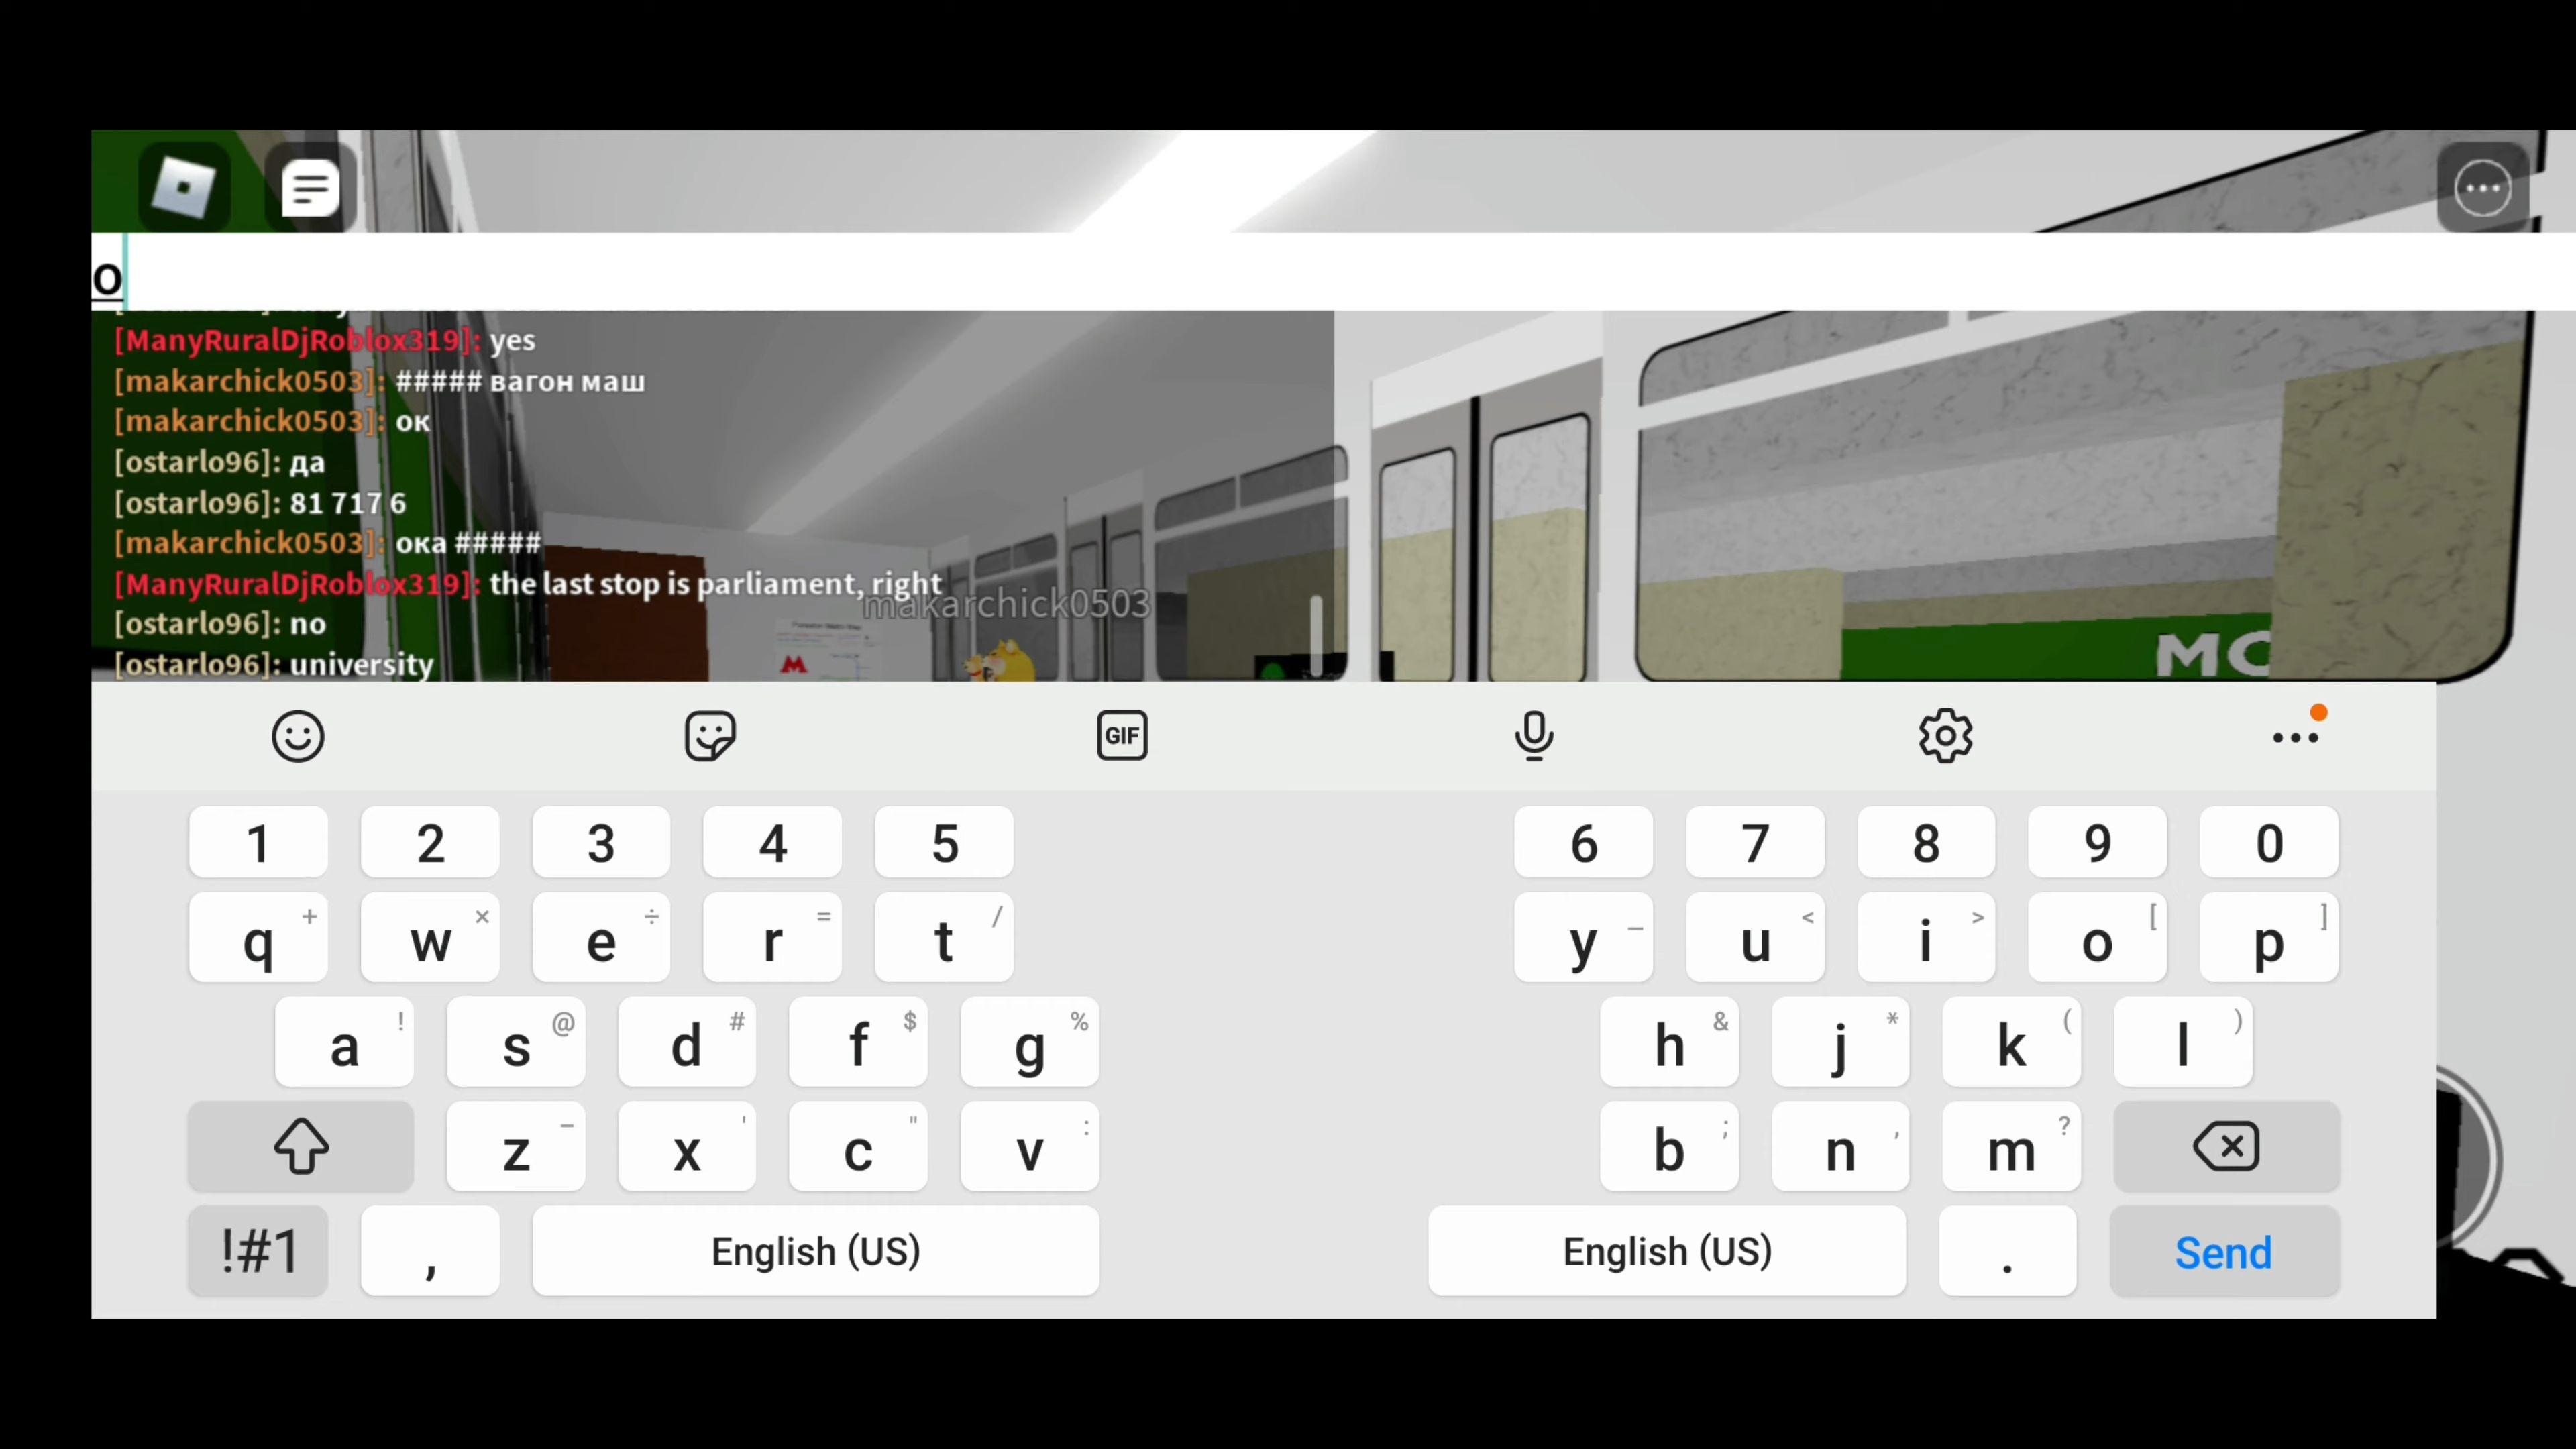 o
[ManyRuralDjRoblox319]: yes
[makarchick0503]: ##### вагон маш
[makarchick0503]: ок
[ostarlo96]: да
[ostarlo96]: 81 717 6
[makarchick0503]: ока #####
[ManyRuralDjRoblox319]: the last stop is parliament, right
makarchick0503
[ostarlo96]: no
[ostarlo96]: university
М
МС
GIF
1 2 3 4 5 6 7 8 9 0
q + w × e ÷ r = t / y _ u < i > o [ p ]
a ! s @ d # f $ g % h & j * k ( l )
z - x ' c " v : b ; n , m ?
!#1 , English (US) English (US) . Send